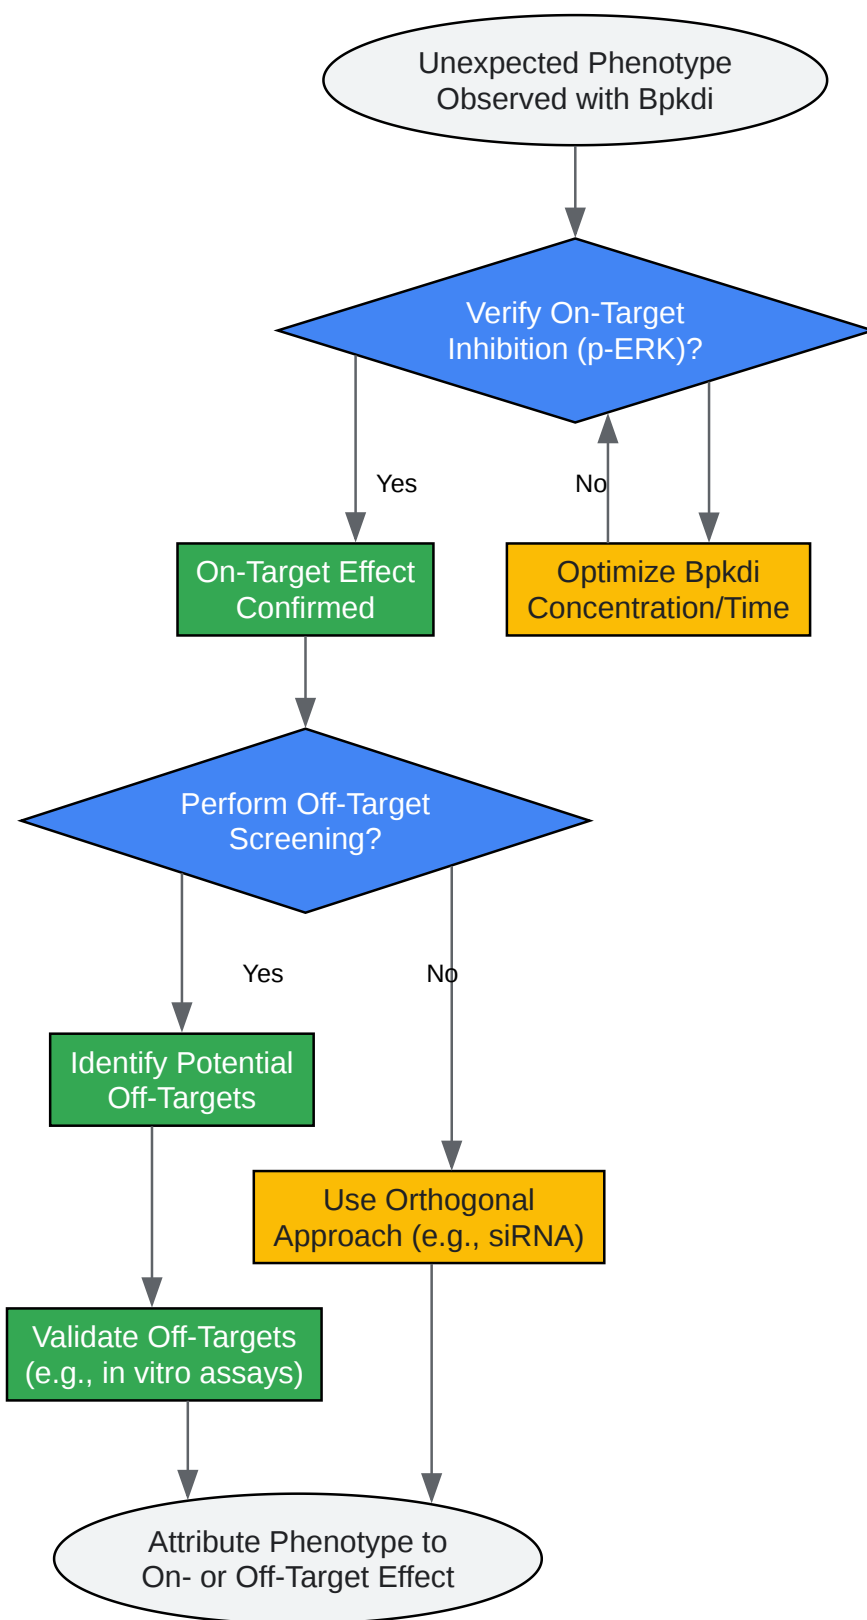 Unexpected Phenotype
Observed with Bpkdi
Verify On-Target
Inhibition (p-ERK)?
Yes
No
On-Target Effect
Confirmed
Optimize Bpkdi
Concentration/Time
Perform Off-Target
Screening?
Yes
No
Identify Potential
Off-Targets
Use Orthogonal
Approach (e.g., siRNA)
Validate Off-Targets
(e.g., in vitro assays)
Attribute Phenotype to
On- or Off-Target Effect